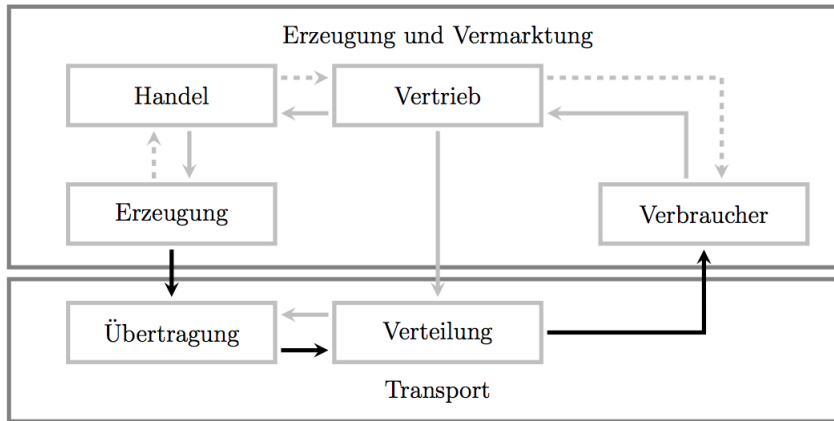 Erzeugung und Vermarktung
Handel
Vertrieb
Erzeugung
Verbraucher
Übertragung
Verteilung
Transport